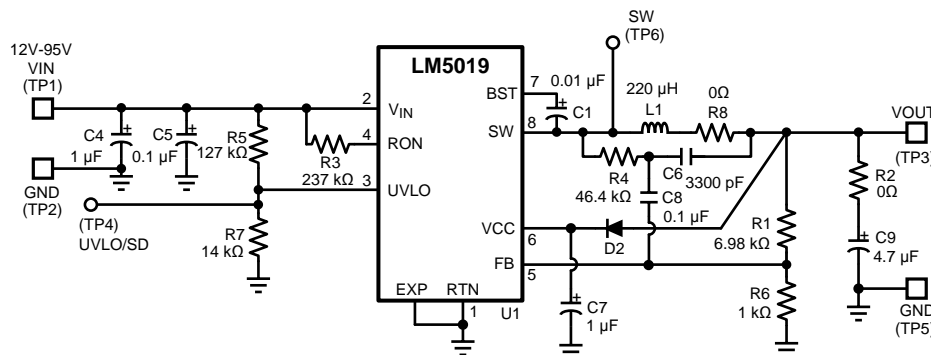 SW
(TP6)
12V-95V
VIN
(TP1)
LM5019
7
BST
0.01 µF
C1
220 µH
L1
0Ω
R8
VOUT
(TP3)
2
VIN
SW
8
C4
1 µF
C5
0.1 µF
R5
127 kΩ
4
RON
R3
237 kΩ
3
UVLO
R4
46.4 kΩ
C6
3300 pF
C8
0.1 µF
R2
0Ω
GND
(TP2)
(TP4)
UVLO/SD
R7
14 kΩ
VCC
6
D2
R1
6.98 kΩ
C9
4.7 µF
FB
5
EXP
RTN
1
U1
C7
1 µF
R6
1 kΩ
GND
(TP5)
+
+
+
+
+